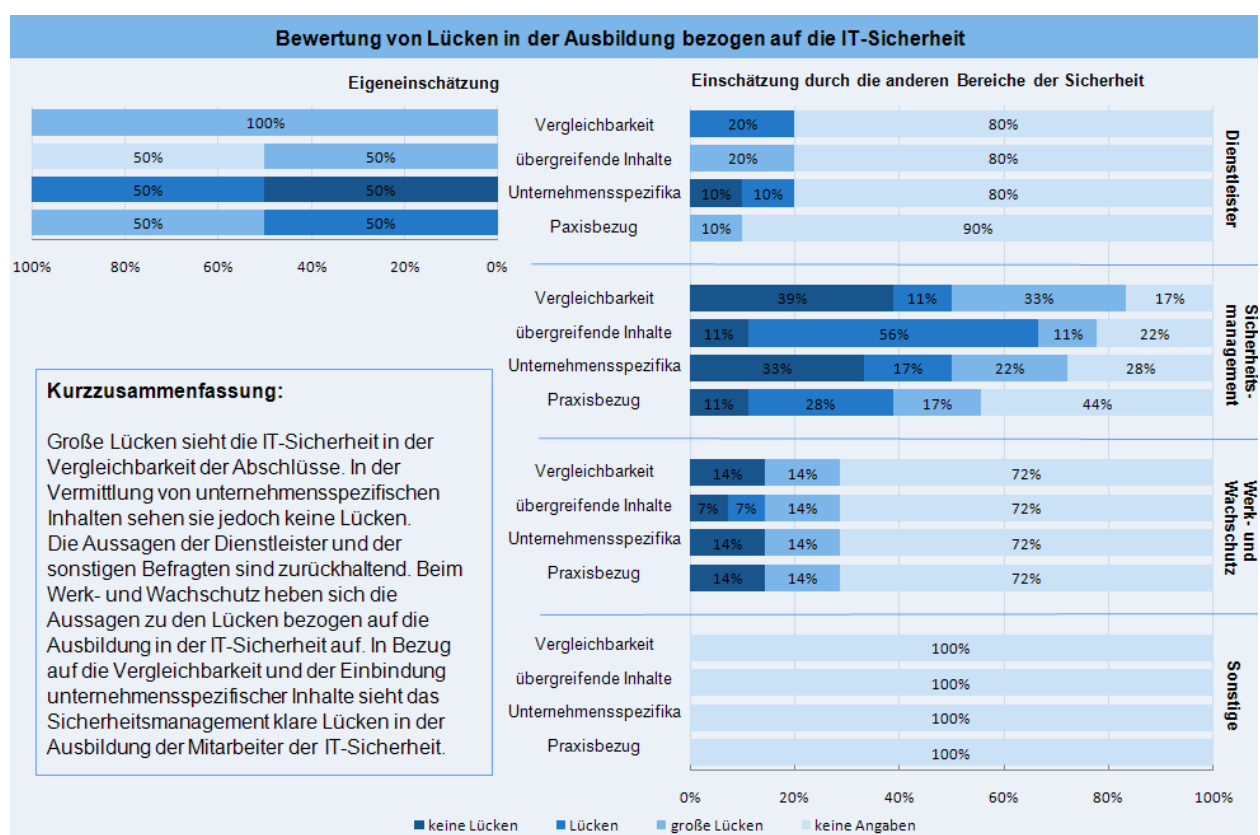 Bewertung von Lücken in der Ausbildung bezogen auf die IT-Sicherheit
Eigeneinschätzung
Einschätzung durch die anderen Bereiche der Sicherheit
100%
50% 50%
50% 50%
50% 50%
100% 80% 60% 40% 20% 0%
Vergleichbarkeit 20% 80%
übergreifende Inhalte 20% 80%
Unternehmensspezifika 10% 10% 80%
Paxisbezug 10% 90%
Dienstleister
Vergleichbarkeit 39% 11% 33% 17%
übergreifende Inhalte 11% 56% 11% 22%
Unternehmensspezifika 33% 17% 22% 28%
Praxisbezug 11% 28% 17% 44%
Sicherheits-
management
Vergleichbarkeit 14% 14% 72%
übergreifende Inhalte 7% 7% 14% 72%
Unternehmensspezifika 14% 14% 72%
Praxisbezug 14% 14% 72%
Werk- und
Wachschutz
Vergleichbarkeit 100%
übergreifende Inhalte 100%
Unternehmensspezifika 100%
Praxisbezug 100%
Sonstige
0% 20% 40% 60% 80% 100%
keine Lücken Lücken große Lücken keine Angaben
Kurzzusammenfassung:
Große Lücken sieht die IT-Sicherheit in der
Vergleichbarkeit der Abschlüsse. In der
Vermittlung von unternehmensspezifischen
Inhalten sehen sie jedoch keine Lücken.
Die Aussagen der Dienstleister und der
sonstigen Befragten sind zurückhaltend. Beim
Werk- und Wachschutz heben sich die
Aussagen zu den Lücken bezogen auf die
Ausbildung in der IT-Sicherheit auf. In Bezug
auf die Vergleichbarkeit und der Einbindung
unternehmensspezifischer Inhalte sieht das
Sicherheitsmanagement klare Lücken in der
Ausbildung der Mitarbeiter der IT-Sicherheit.